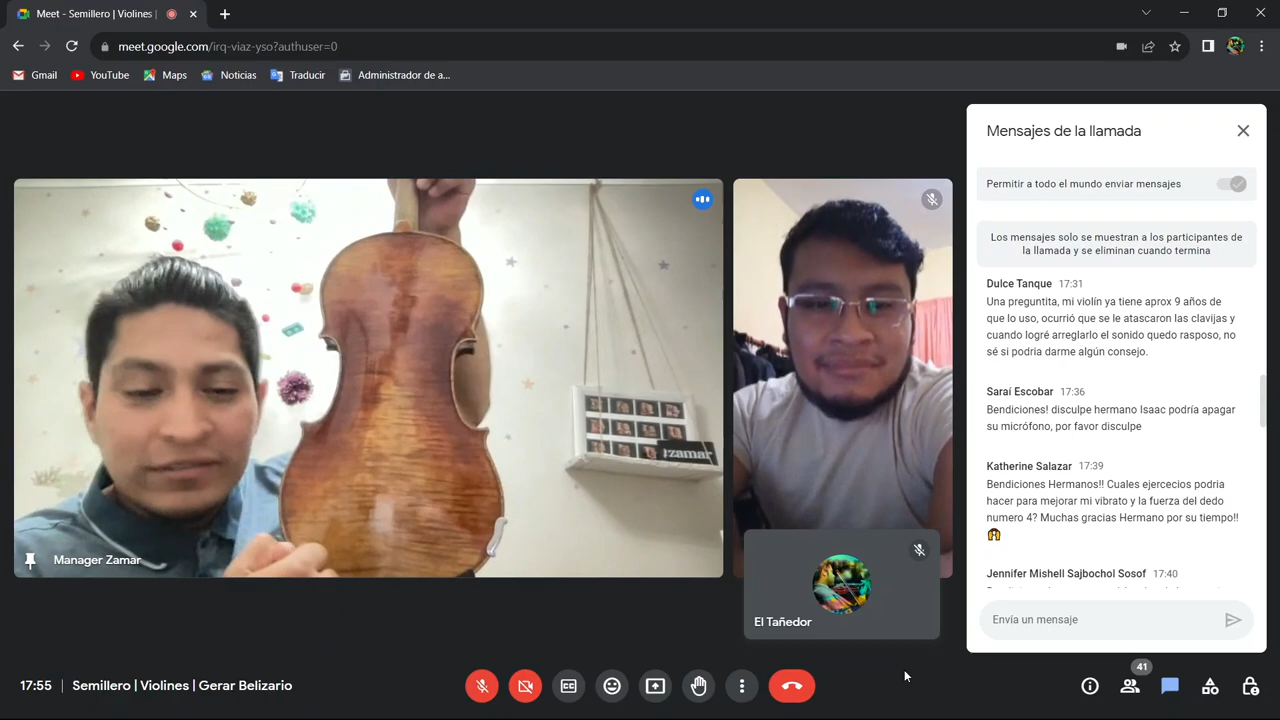 Meet - Semillero | Violines |
meet.google.com/irq-viaz-yso?authuser=0
Gmail
YouTube
Maps
Noticias
Traducir
Administrador de a...
Mensajes de la llamada
Permitir a todo el mundo enviar mensajes
Los mensajes solo se muestran a los participantes de
la llamada y se eliminan cuando termina
Dulce Tanque 17:31
Una preguntita, mi violín ya tiene aprox 9 años de
que lo uso, ocurrió que se le atascaron las clavijas y
cuando logré arreglarlo el sonido quedo rasposo, no
sé si podria darme algún consejo.
Saraí Escobar 17:36
Bendiciones! disculpe hermano Isaac podría apagar
su micrófono, por favor disculpe
Katherine Salazar 17:39
Bendiciones Hermanos!! Cuales ejercecios podria
hacer para mejorar mi vibrato y la fuerza del dedo
numero 4? Muchas gracias Hermano por su tiempo!!
Jennifer Mishell Sajbochol Sosof 17:40
Envía un mensaje
zamar
Manager Zamar
El Tañedor
17:55 | Semillero | Violines | Gerar Belizario
CC
41